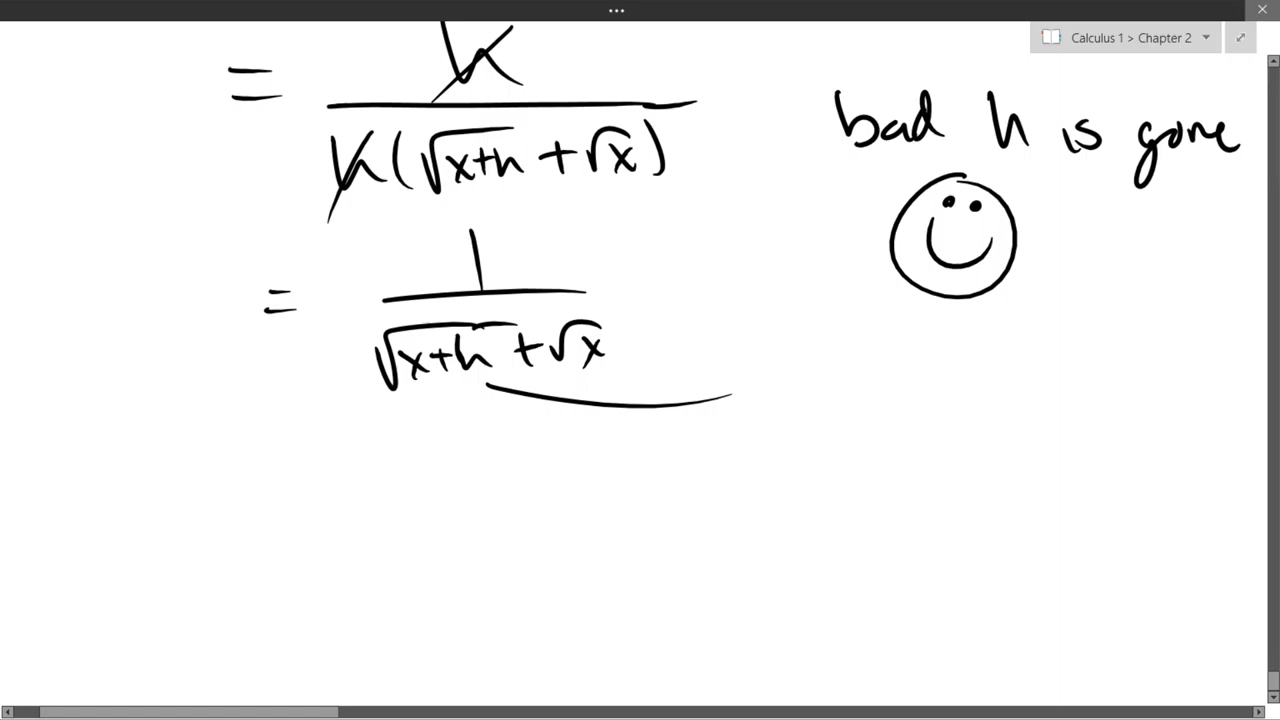 •••
Calculus 1 > Chapter 2
= h / h(√x+h + √x)
bad h is gone
= 1 / √x+h + √x